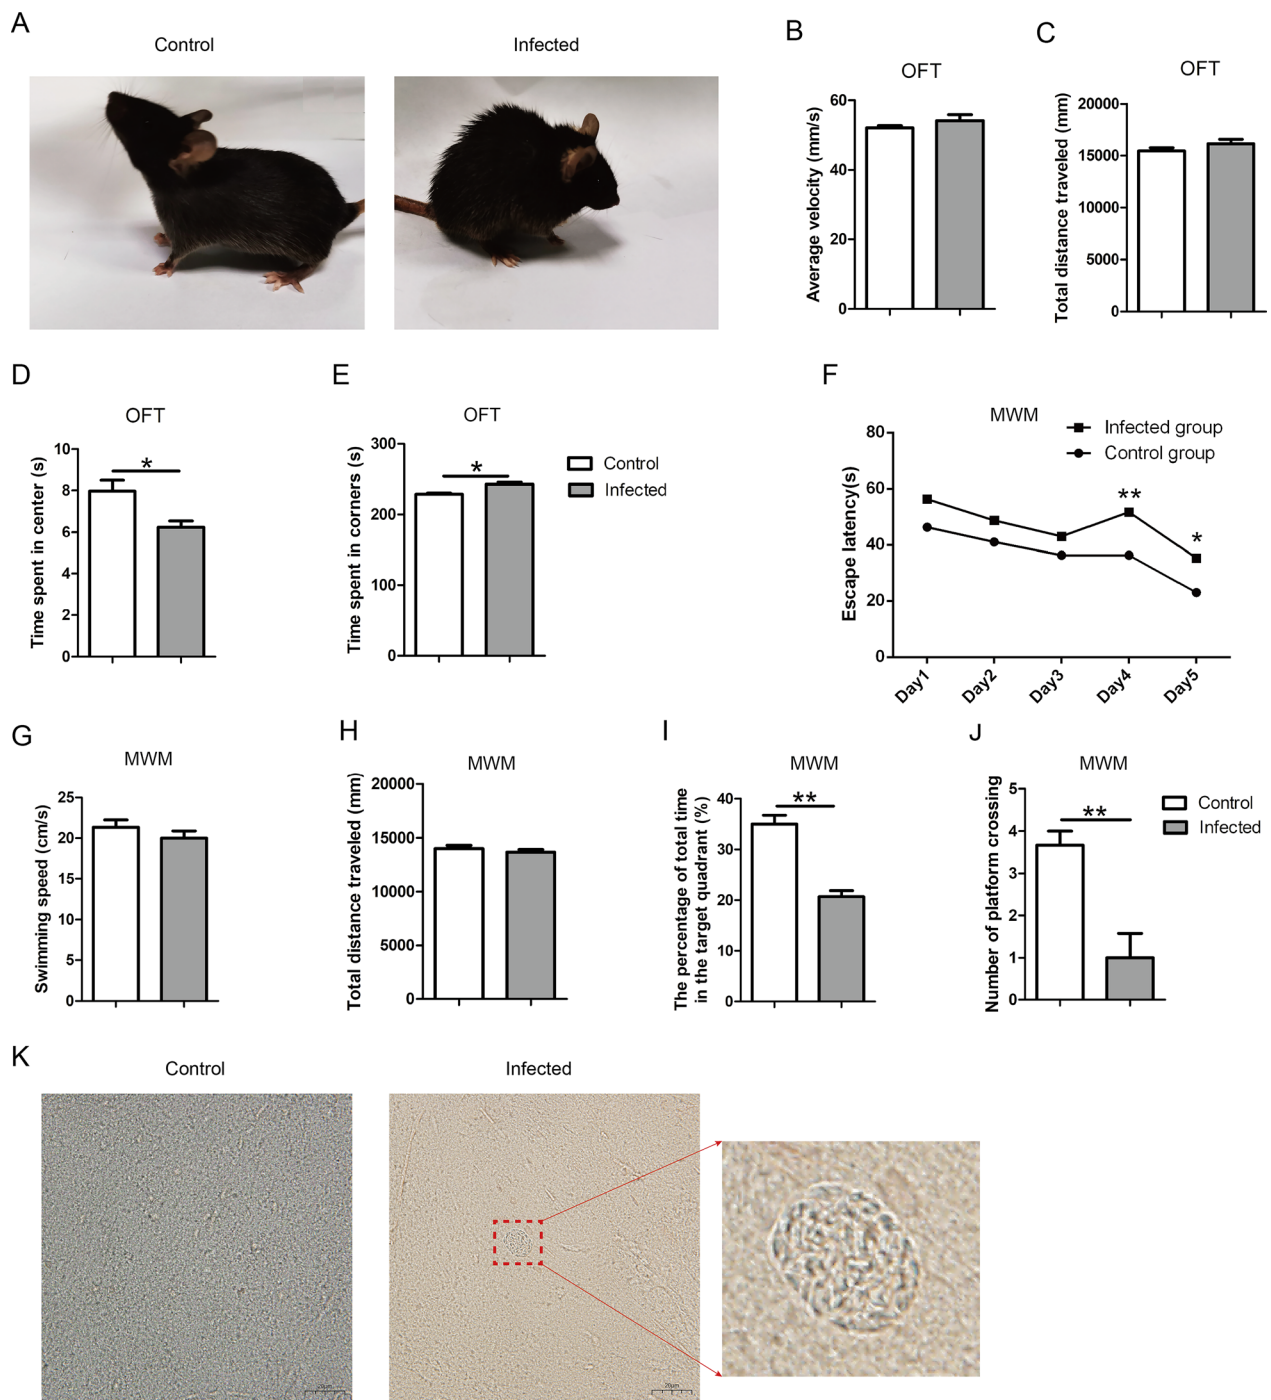 A
Control
Infected
B
OFT
Average velocity (mm/s)
60
40
20
0
C
OFT
Total distance traveled (mm)
20000
15000
10000
5000
0
D
OFT
Time spent in center (s)
10
8
6
4
2
0
*
E
OFT
Time spent in corners (s)
300
200
100
0
*
Control
Infected
F
MWM
Infected group
Control group
Escape latency(s)
80
60
40
20
0
**
*
Day1
Day2
Day3
Day4
Day5
G
MWM
Swimming speed (cm/s)
25
20
15
10
5
0
H
MWM
Total distance traveled (mm)
20000
15000
10000
5000
0
I
MWM
The percentage of total time
in the target quadrant (%)
40
30
20
10
0
**
J
MWM
Number of platform crossing
5
4
3
2
1
0
**
Control
Infected
K
Control
Infected
20μm
20μm